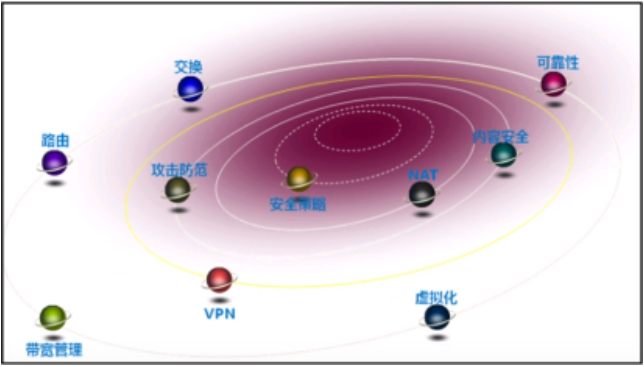 交换
可靠性
路由
内容安全
攻击防范
NAT
安全策略
VPN
虚拟化
带宽管理